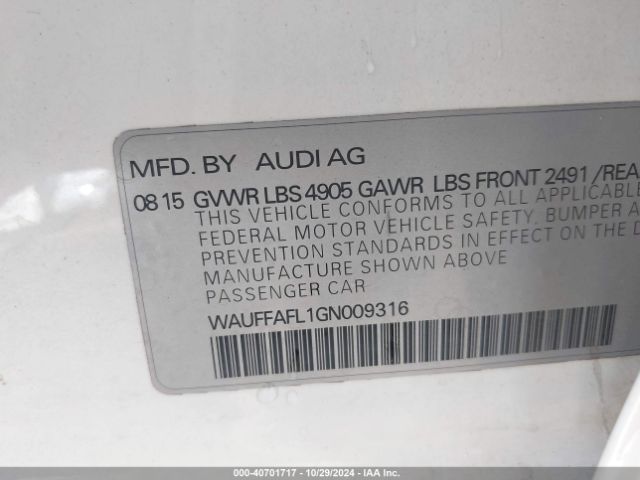 MFD. BY AUDI AG
08 15 GVWR LBS 4905 GAWR LBS FRONT 2491 /REA
THIS VEHICLE CONFORMS TO ALL APPLICABLE
FEDERAL MOTOR VEHICLE SAFETY, BUMPER A
PREVENTION STANDARDS IN EFFECT ON THE D
MANUFACTURE SHOWN ABOVE.
PASSENGER CAR
WAUFFAFL1GN009316
000-40701717 - 10/29/2024 - IAA Corp.